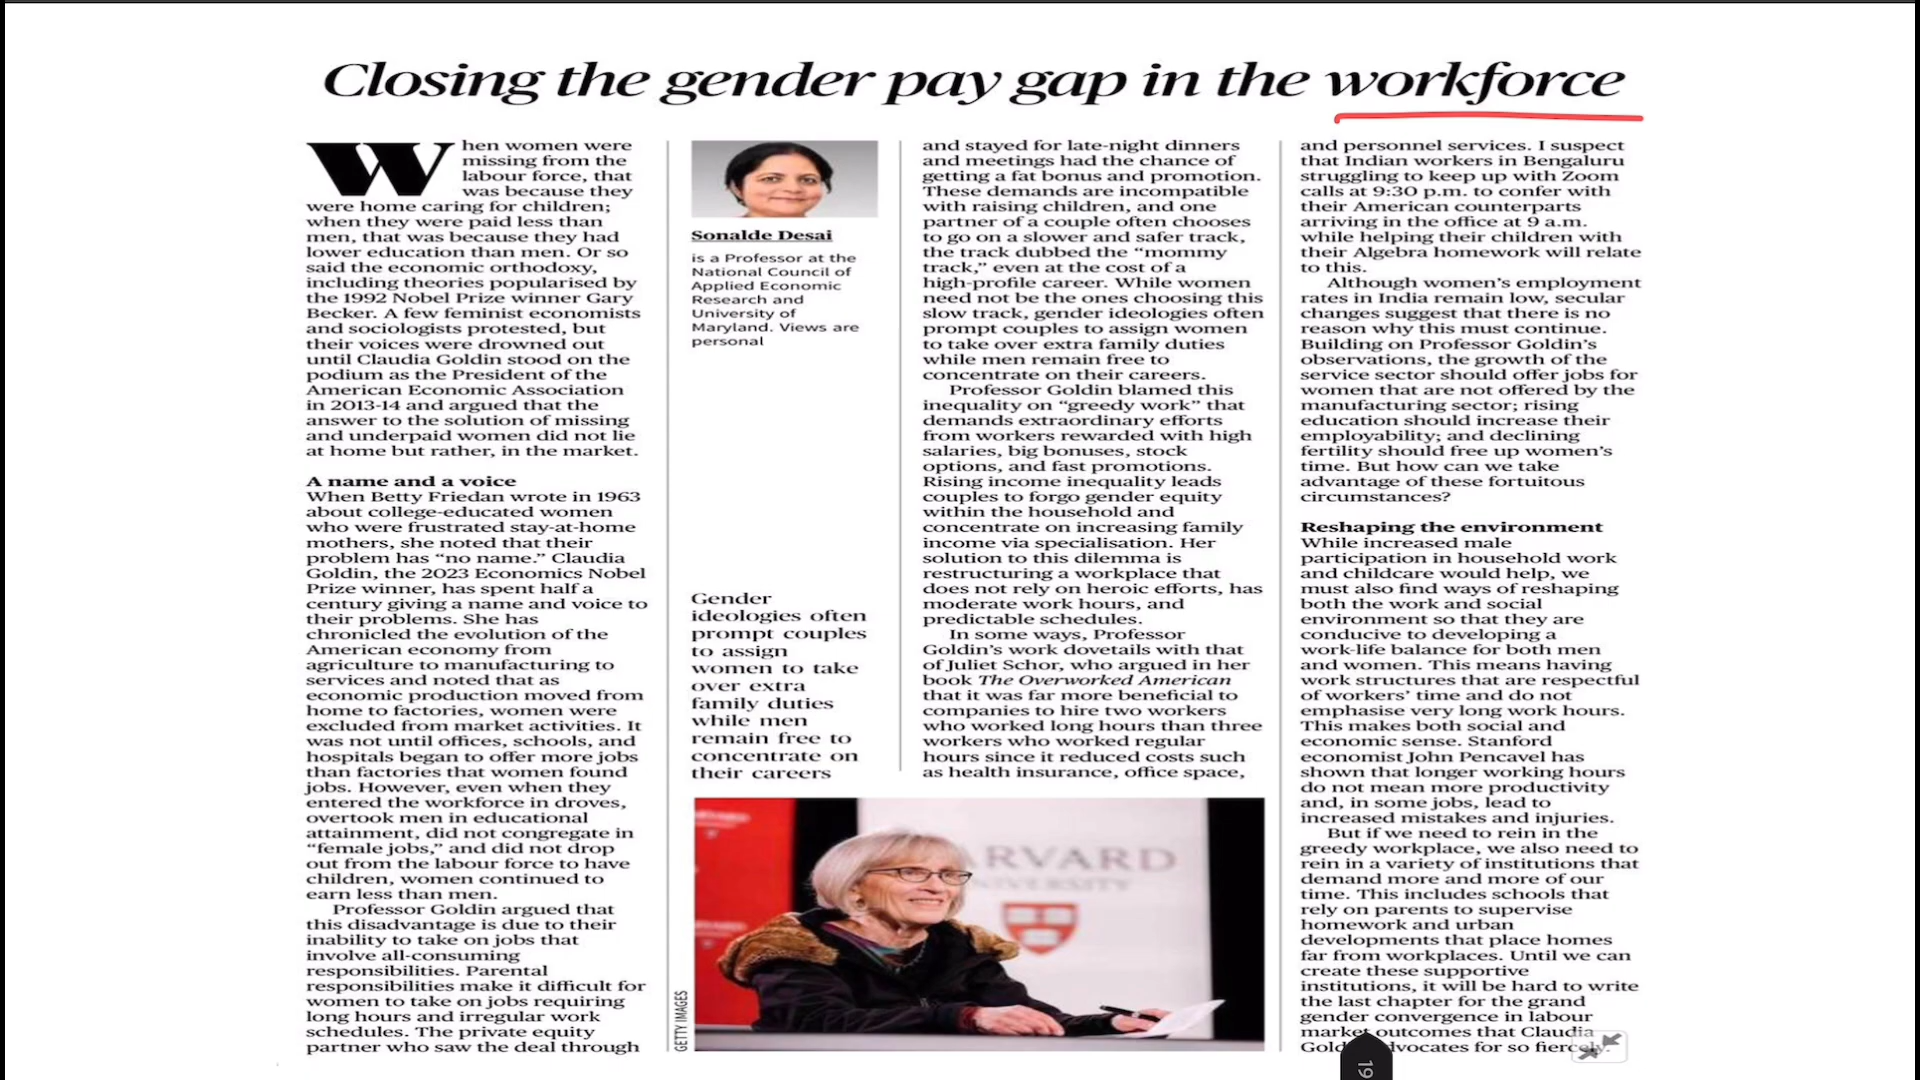 Closing the gender pay gap in the workforce
When women were
missing from the
labour force, that
was because they
were home caring for children;
when they were paid less than
men, that was because they had
lower education than men. Or so
said the economic orthodoxy,
including theories popularised by
the 1992 Nobel Prize winner Gary
Becker. A few feminist economists
and sociologists protested, but
their voices were drowned out
until Claudia Goldin stood on the
podium as the President of the
American Economic Association
in 2013-14 and argued that the
answer to the solution of missing
and underpaid women did not lie
at home but rather, in the market.
A name and a voice
When Betty Friedan wrote in 1963
about college-educated women
who were frustrated stay-at-home
mothers, she noted that their
problem has “no name.” Claudia
Goldin, the 2023 Economics Nobel
Prize winner, has spent half a
century giving a name and voice to
their problems. She has
chronicled the evolution of the
American economy from
agriculture to manufacturing to
services and noted that as
economic production moved from
home to factories, women were
excluded from market activities. It
was not until offices, schools, and
hospitals began to offer more jobs
than factories that women found
jobs. However, even when they
entered the workforce in droves,
overtook men in educational
attainment, did not congregate in
“female jobs,” and did not drop
out from the labour force to have
children, women continued to
earn less than men.
Professor Goldin argued that
this disadvantage is due to their
inability to take on jobs that
involve all-consuming
responsibilities. Parental
responsibilities make it difficult for
women to take on jobs requiring
long hours and irregular work
schedules. The private equity
partner who saw the deal through
Sonalde Desai
is a Professor at the
National Council of
Applied Economic
Research and
University of
Maryland. Views are
personal
Gender
ideologies often
prompt couples
to assign
women to take
over extra
family duties
while men
remain free to
concentrate on
their careers
and stayed for late-night dinners
and meetings had the chance of
getting a fat bonus and promotion.
These demands are incompatible
with raising children, and one
partner of a couple often chooses
to go on a slower and safer track,
the track dubbed the “mommy
track,” even at the cost of a
high-profile career. While women
need not be the ones choosing this
slow track, gender ideologies often
prompt couples to assign women
to take over extra family duties
while men remain free to
concentrate on their careers.
Professor Goldin blamed this
inequality on “greedy work” that
demands extraordinary efforts
from workers rewarded with high
salaries, big bonuses, stock
options, and fast promotions.
Rising income inequality leads
couples to forgo gender equity
within the household and
concentrate on increasing family
income via specialisation. Her
solution to this dilemma is
restructuring a workplace that
does not rely on heroic efforts, has
moderate work hours, and
predictable schedules.
In some ways, Professor
Goldin’s work dovetails with that
of Juliet Schor, who argued in her
book The Overworked American
that it was far more beneficial to
companies to hire two workers
who worked long hours than three
workers who worked regular
hours since it reduced costs such
as health insurance, office space,
GETTY IMAGES
ARVARD
UNIVERSITY
and personnel services. I suspect
that Indian workers in Bengaluru
struggling to keep up with Zoom
calls at 9:30 p.m. to confer with
their American counterparts
arriving in the office at 9 a.m.
while helping their children with
their Algebra homework will relate
to this.
Although women’s employment
rates in India remain low, secular
changes suggest that there is no
reason why this must continue.
Building on Professor Goldin’s
observations, the growth of the
service sector should offer jobs for
women that are not offered by the
manufacturing sector; rising
education should increase their
employability; and declining
fertility should free up women’s
time. But how can we take
advantage of these fortuitous
circumstances?
Reshaping the environment
While increased male
participation in household work
and childcare would help, we
must also find ways of reshaping
both the work and social
environment so that they are
conducive to developing a
work-life balance for both men
and women. This means having
work structures that are respectful
of workers’ time and do not
emphasise very long work hours.
This makes both social and
economic sense. Stanford
economist John Pencavel has
shown that longer working hours
do not mean more productivity
and, in some jobs, lead to
increased mistakes and injuries.
But if we need to rein in the
greedy workplace, we also need to
rein in a variety of institutions that
demand more and more of our
time. This includes schools that
rely on parents to supervise
homework and urban
developments that place homes
far from workplaces. Until we can
create these supportive
institutions, it will be hard to write
the last chapter for the grand
gender convergence in labour
market outcomes that Claudia
Gold dvocates for so fiercely.
19